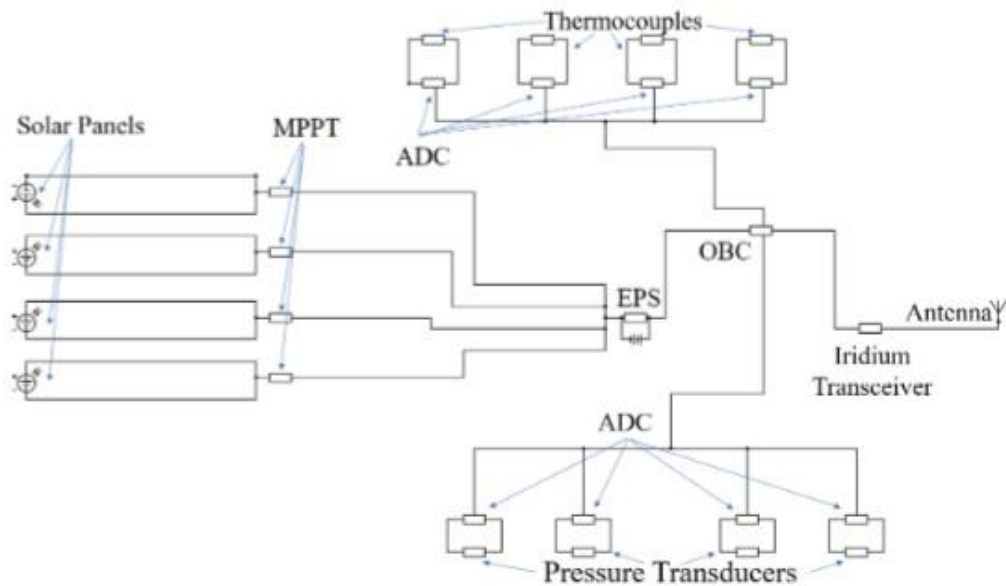 Thermocouples
Solar Panels
MPPT
ADC
OBC
EPS
Antenna
Iridium
Transceiver
ADC
Pressure Transducers